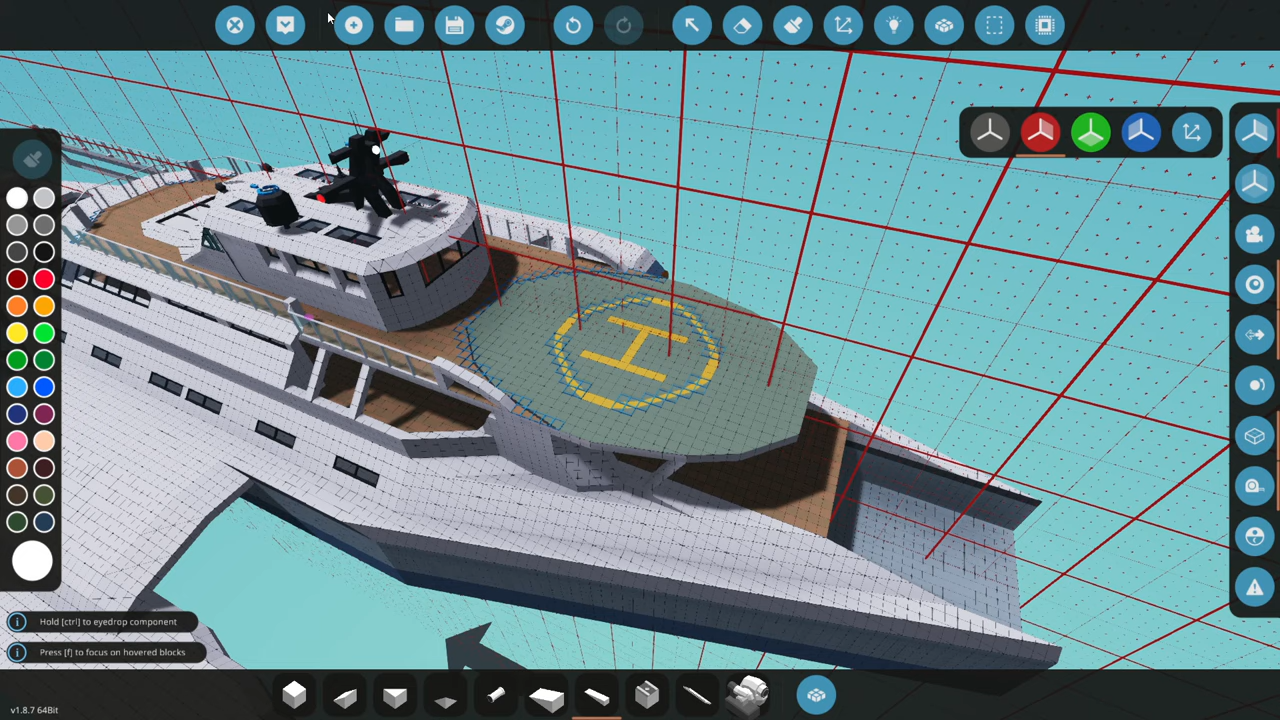 H
Hold [ctrl] to eyedrop component
Press [f] to focus on hovered blocks
v1.8.7 64Bit